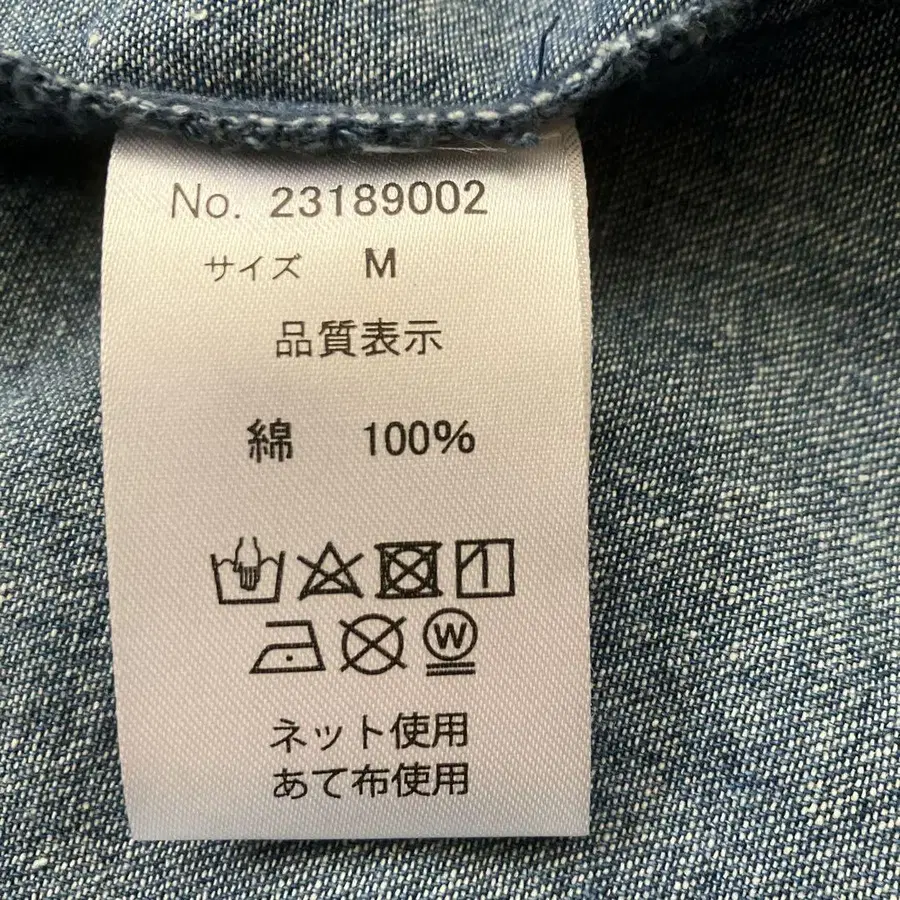 No. 23189002
サイズ M
品質表示
綿 100%
W
ネット使用
あて布使用